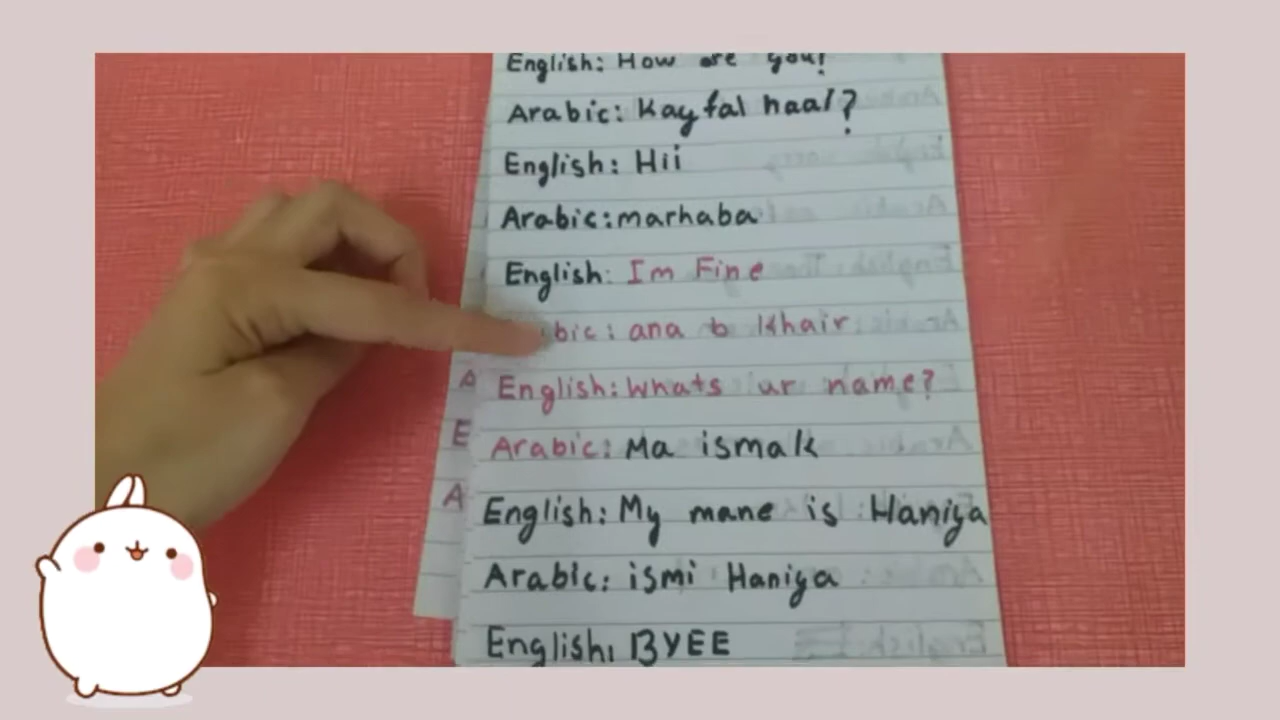 English: How are you?
Arabic: Kayfal haal?
English: Hii
Arabic: marhaba
English: Im Fine
bic: ana b khair
English: whats ur name?
Arabic: Ma ismak
English: My mane is Haniya
Arabic: ismi Haniya
English: BYEE
A
E
A